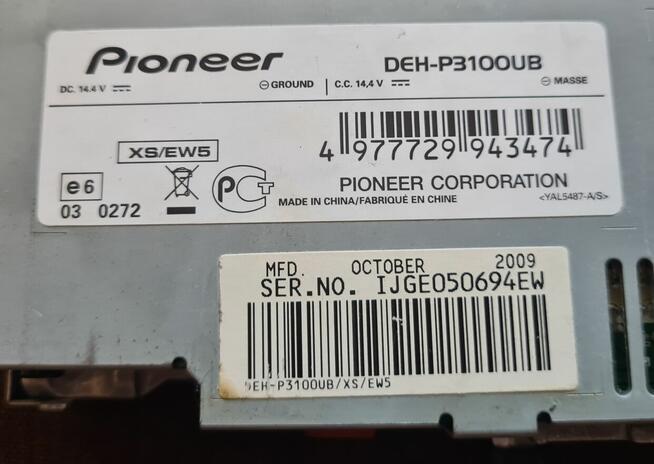 Pioneer DEH-P3100UB
DC. 14.4 V ⎓ ⊖ GROUND | C.C. 14,4 V ⎓ ⊖ MASSE
4 977729 943474
XS/EW5
e6
03 0272
PCT
PIONEER CORPORATION
MADE IN CHINA/FABRIQUÉ EN CHINE <YAL5487-A/S>
MFD. OCTOBER 2009
SER.NO. IJGE050694EW
DEH-P3100UB/XS/EW5